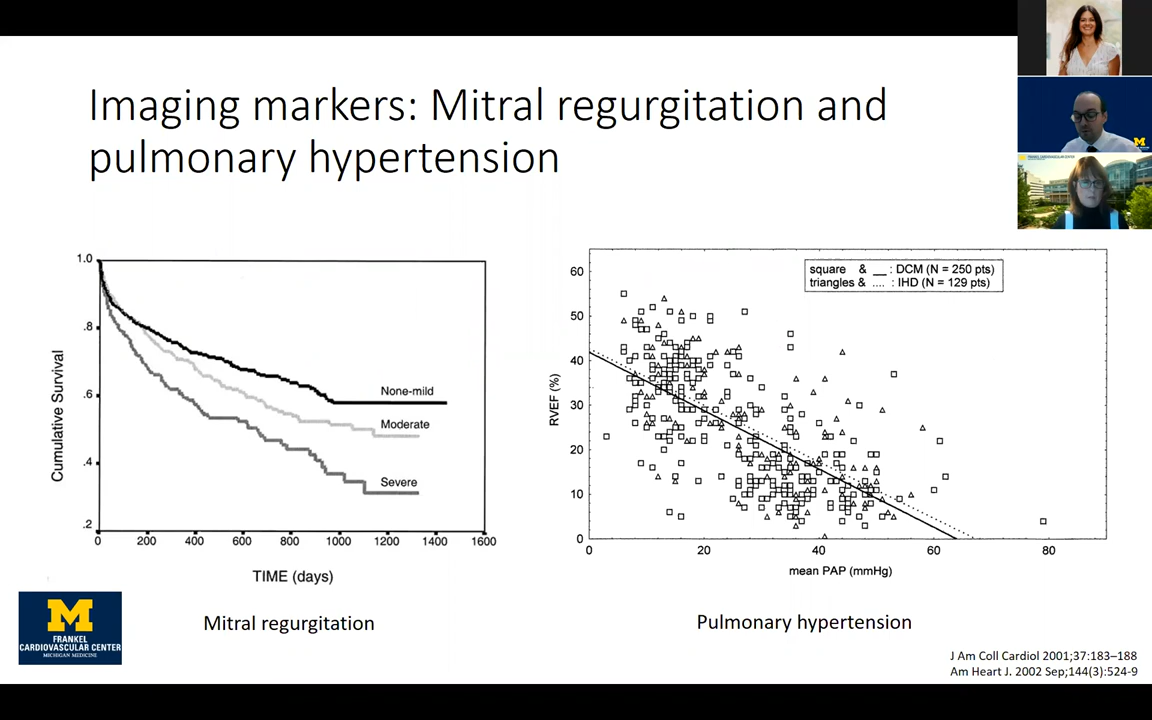 Imaging markers: Mitral regurgitation and
pulmonary hypertension
FRANKEL CARDIOVASCULAR CENTER
1.0
.8
.6
.4
.2
0
200
400
600
800
1000
1200
1400
1600
Cumulative Survival
TIME (days)
None-mild
Moderate
Severe
Mitral regurgitation
60
50
40
30
20
10
0
0
20
40
60
80
RVEF (%)
mean PAP (mmHg)
square & __ : DCM (N = 250 pts)
triangles & .... : IHD (N = 129 pts)
Pulmonary hypertension
M
FRANKEL
CARDIOVASCULAR CENTER
MICHIGAN MEDICINE
J Am Coll Cardiol 2001;37:183–188
Am Heart J. 2002 Sep;144(3):524-9